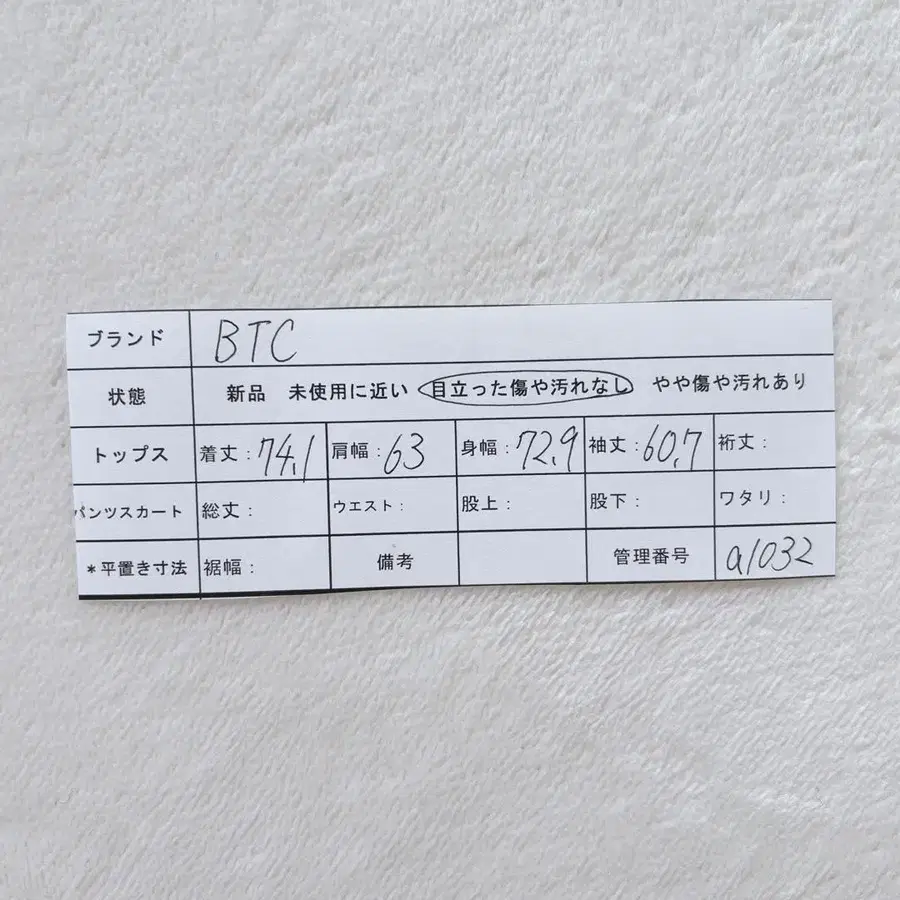 ブランド BTC
状態 新品 未使用に近い 目立った傷や汚れなし やや傷や汚れあり
トップス 着丈:74.1 肩幅:63 身幅:72.9 袖丈:60.7 裄丈:
パンツスカート 総丈: ウエスト: 股上: 股下: ワタリ:
*平置き寸法 裾幅: 備考 管理番号 a1032